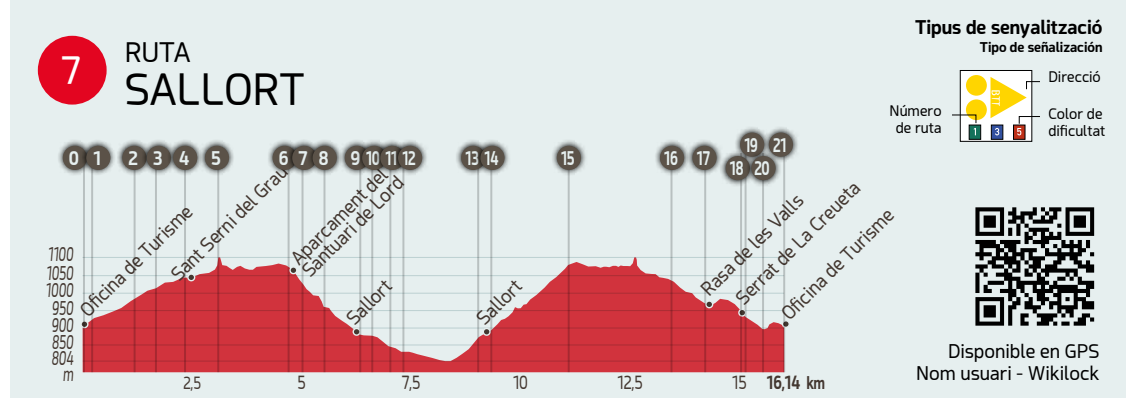 7
RUTA
SALLORT
Tipus de senyalització
Tipo de señalización
BTT
Direcció
Número
de ruta
Color de
dificultat
1 3 5
0 1 2 3 4 5 6 7 8 9 10 11 12 13 14 15 16 17 18 19 20 21
Oficina de Turisme
Sant Serni del Grau
Aparcament del
Santuari de Lord
Sallort
Sallort
Rasa de les Valls
Serrat de La Creueta
Oficina de Turisme
1100
1050
1000
950
900
850
804
m
2,5 5 7,5 10 12,5 15 16,14 km
Disponible en GPS
Nom usuari - Wikilock